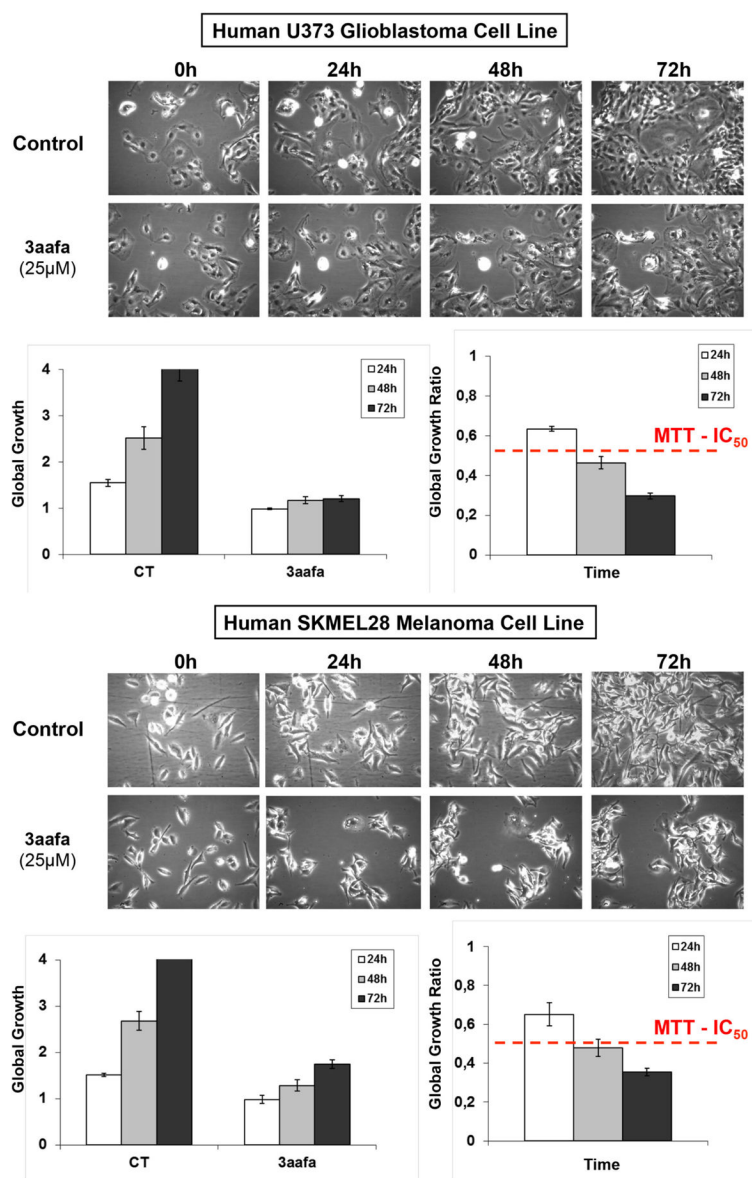 Human U373 Glioblastoma Cell Line
0h 24h 48h 72h
Control
3aafa
(25µM)
4
3
2
1
0
Global Growth
CT 3aafa
24h
48h
72h
1
0,8
0,6
0,4
0,2
0
Global Growth Ratio
Time
24h
48h
72h
MTT - IC50
Human SKMEL28 Melanoma Cell Line
0h 24h 48h 72h
Control
3aafa
(25µM)
4
3
2
1
0
Global Growth
CT 3aafa
24h
48h
72h
1
0,8
0,6
0,4
0,2
0
Global Growth Ratio
Time
24h
48h
72h
MTT - IC50